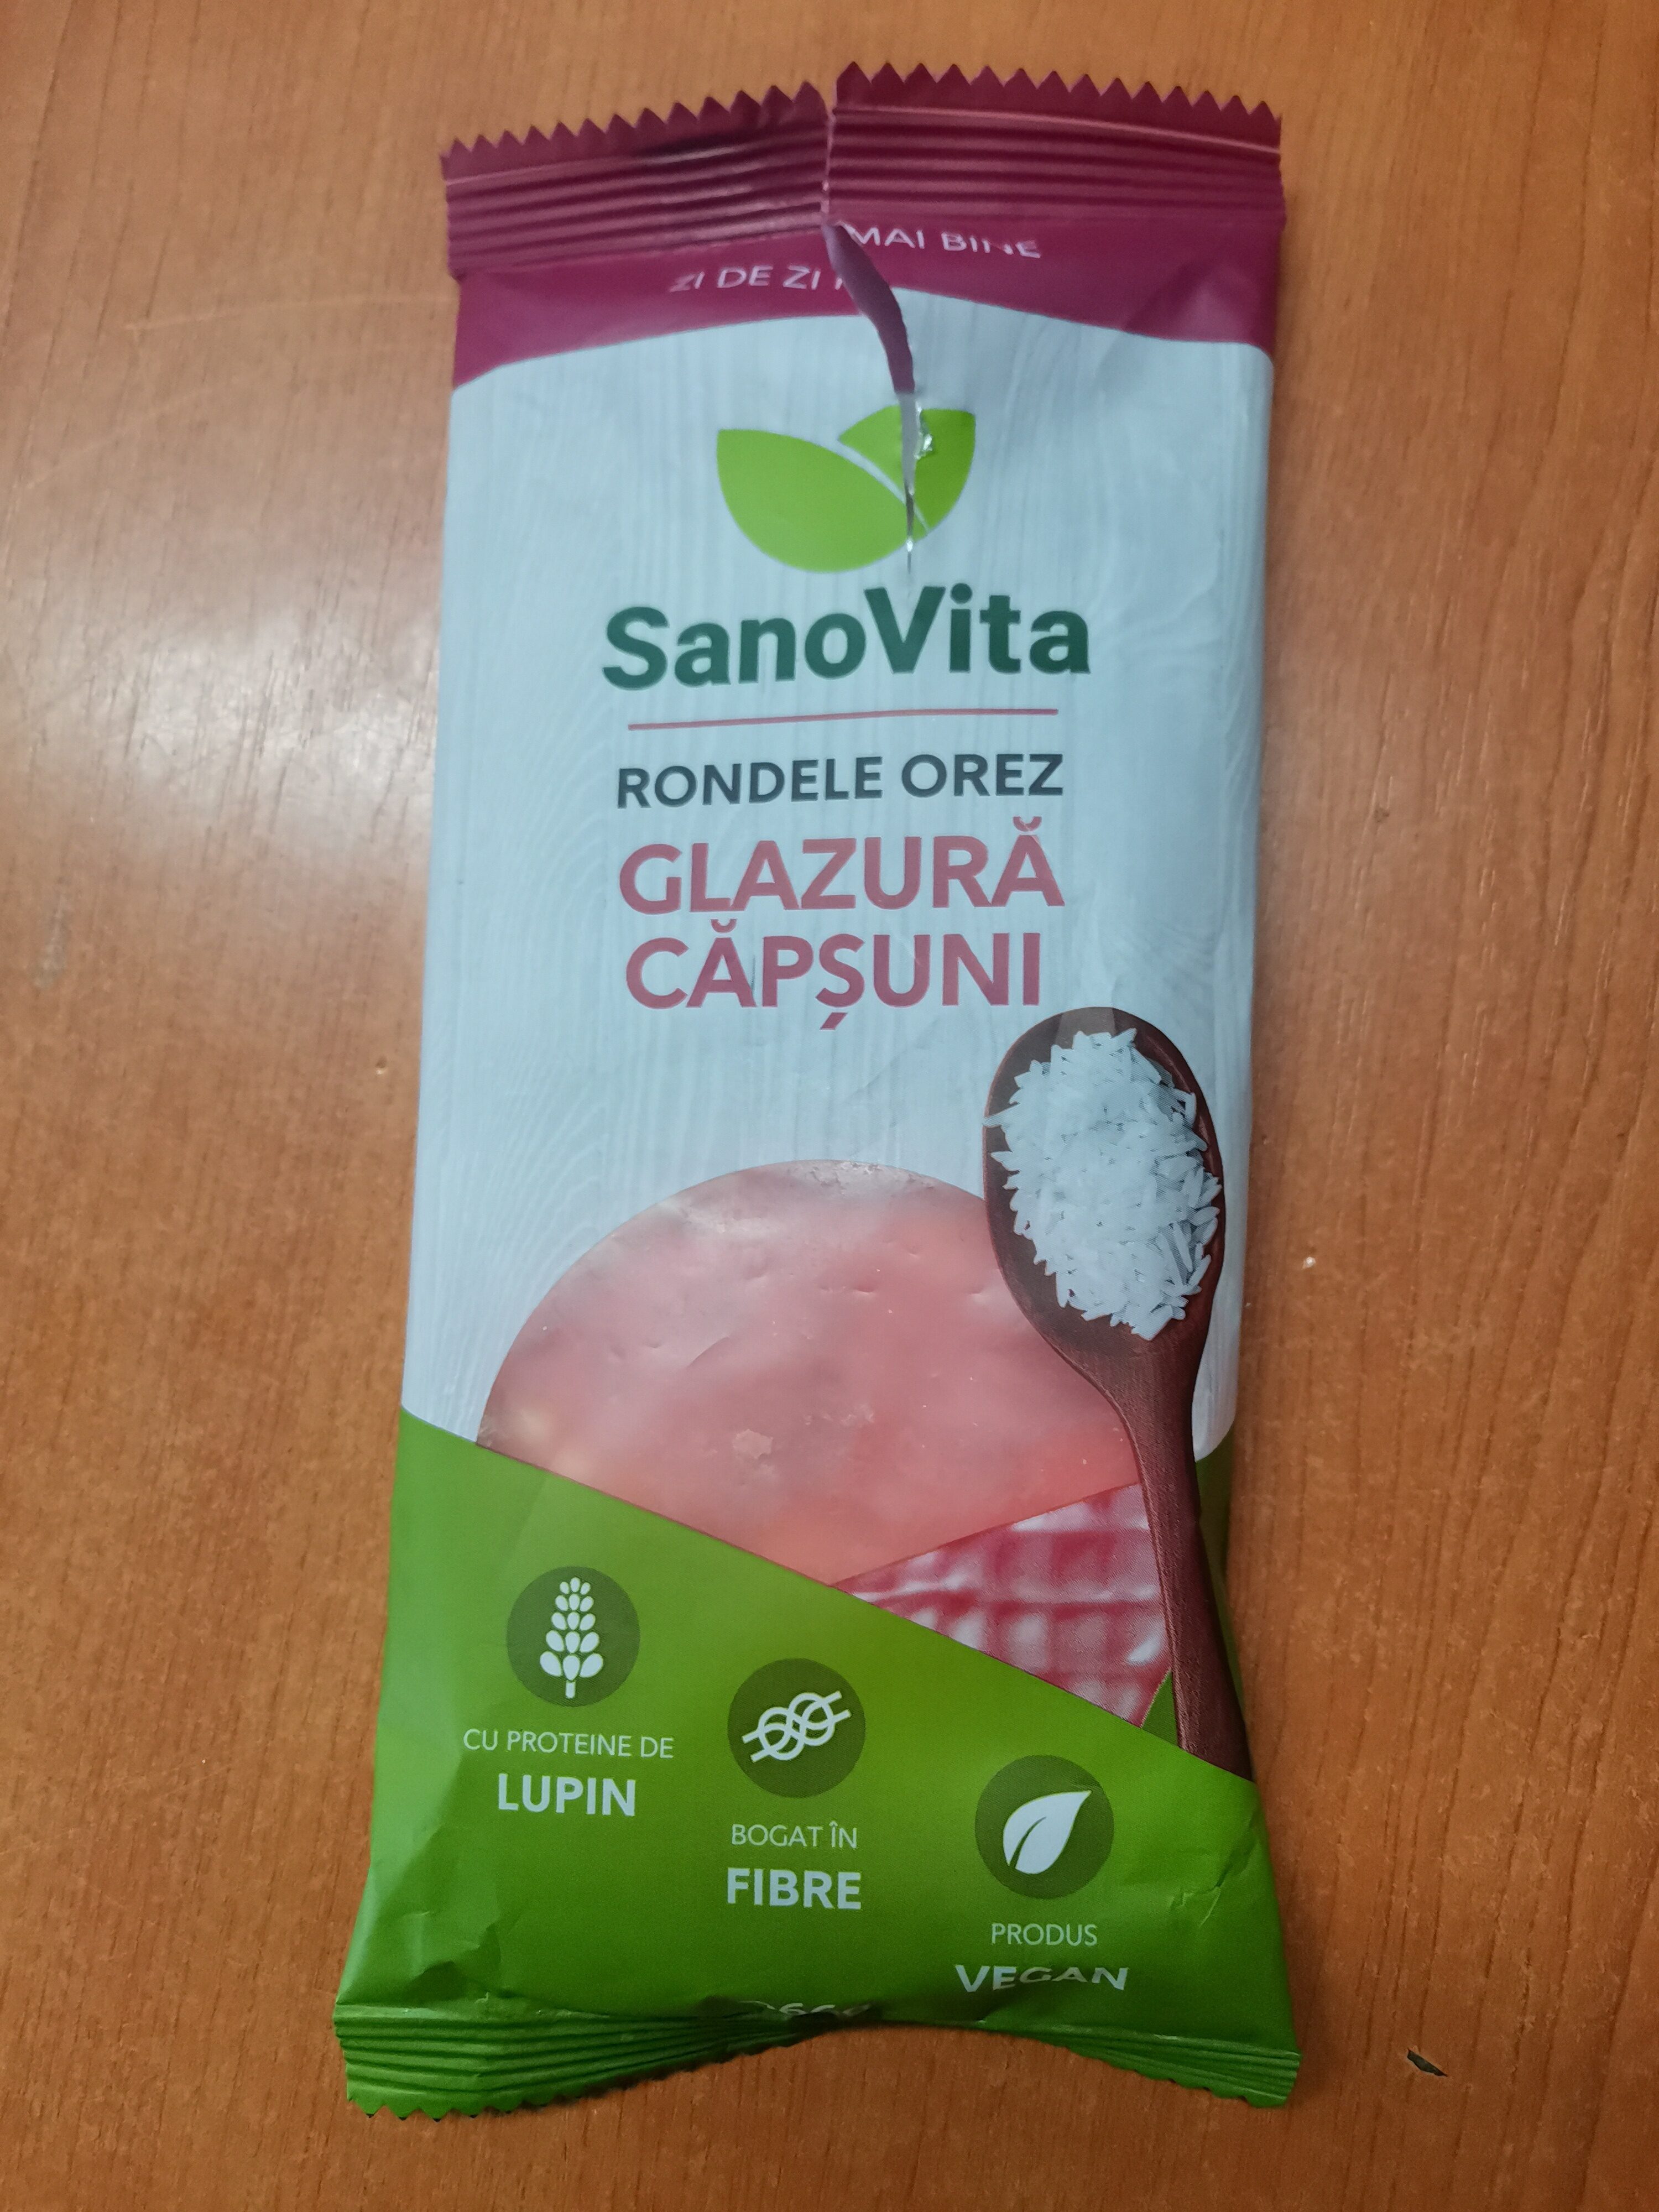 ZI DE ZI MAI BINE
SanoVita
RONDELE OREZ
GLAZURĂ
CĂPȘUNI
CU PROTEINE DE
LUPIN
BOGAT ÎN
FIBRE
PRODUS
VEGAN